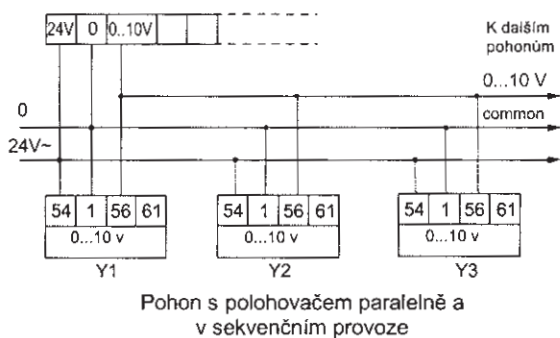 24V 0 0..10V
K dalším
pohonům
0...10 V
0
common
24V~
54 1 56 61
54 1 56 61
54 1 56 61
0...10 v
0...10 v
0...10 v
Y1
Y2
Y3
Pohon s polohovačem paralelně a
v sekvenčním provoze